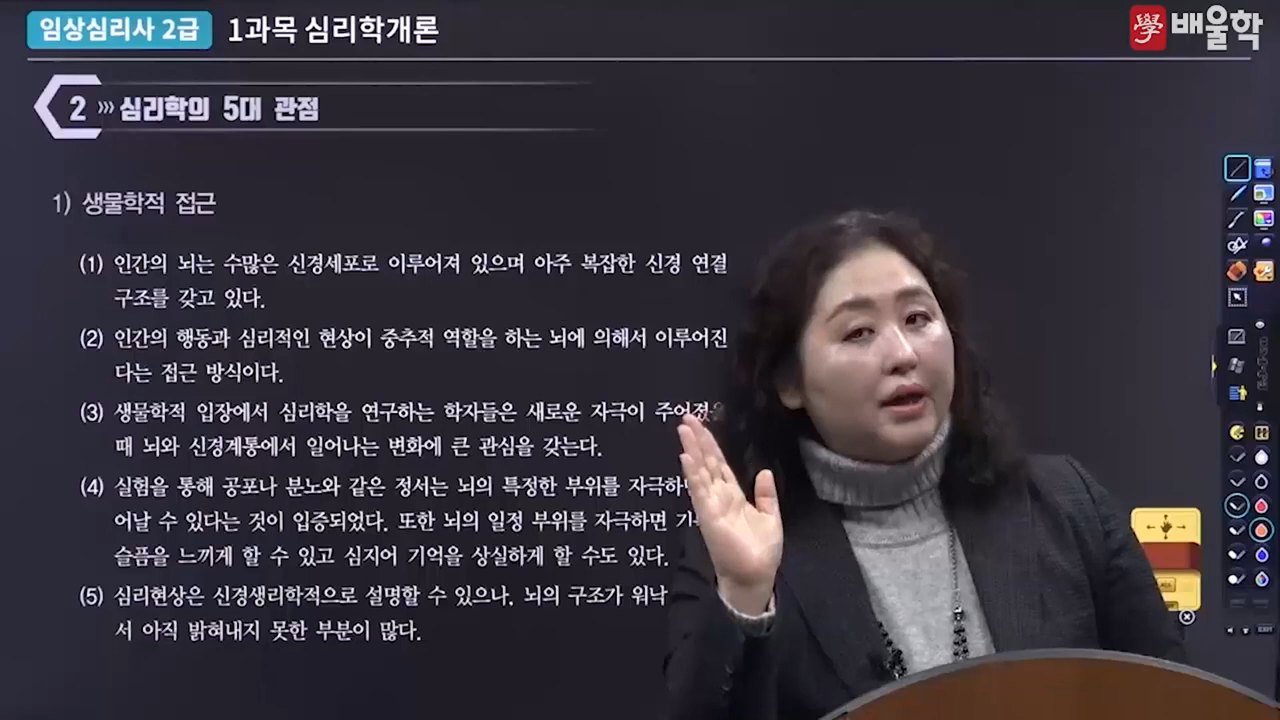 임상심리사 2급 1과목 심리학개론
學 배울학
2 ››› 심리학의 5대 관점
1) 생물학적 접근
(1) 인간의 뇌는 수많은 신경세포로 이루어져 있으며 아주 복잡한 신경 연결
구조를 갖고 있다.
(2) 인간의 행동과 심리적인 현상이 중추적 역할을 하는 뇌에 의해서 이루어진
다는 접근 방식이다.
(3) 생물학적 입장에서 심리학을 연구하는 학자들은 새로운 자극이 주어졌을
때 뇌와 신경계통에서 일어나는 변화에 큰 관심을 갖는다.
(4) 실험을 통해 공포나 분노와 같은 정서는 뇌의 특정한 부위를 자극하
어날 수 있다는 것이 입증되었다. 또한 뇌의 일정 부위를 자극하면
슬픔을 느끼게 할 수 있고 심지어 기억을 상실하게 할 수도 있다.
(5) 심리현상은 신경생리학적으로 설명할 수 있으나, 뇌의 구조가 워낙
서 아직 밝혀내지 못한 부분이 많다.